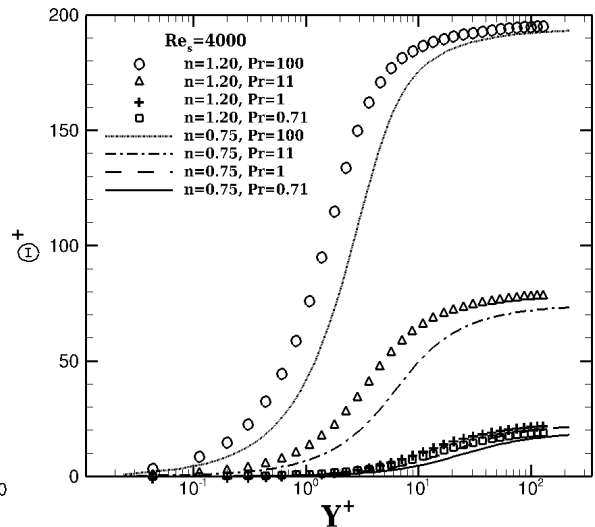 Re_s=4000
n=1.20, Pr=100
n=1.20, Pr=11
n=1.20, Pr=1
n=1.20, Pr=0.71
n=0.75, Pr=100
n=0.75, Pr=11
n=0.75, Pr=1
n=0.75, Pr=0.71
200
150
100
50
0
Θ+
10^-1
10^0
10^1
10^2
Y+
0